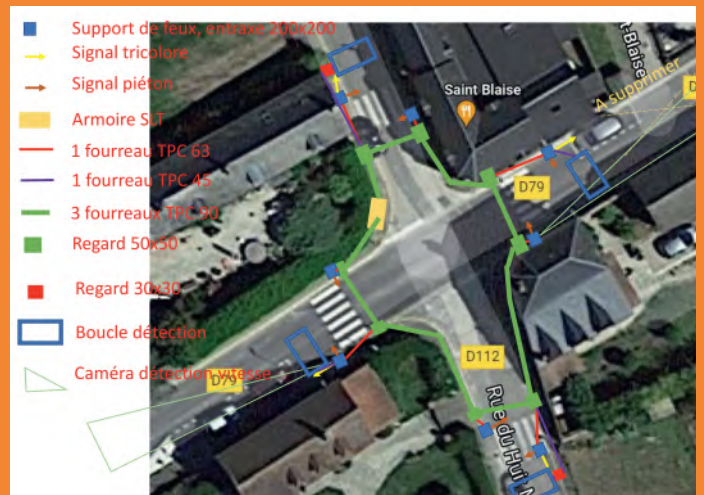 Support de feux, entraxe 200x200
Signal tricolore
Signal piéton
Armoire SLT
1 fourreau TPC 63
1 fourreau TPC 45
3 fourreaux TPC 90
Regard 50x50
Regard 30x30
Boucle détection
Caméra détection vitesse
Saint Blaise
t-Blaise
A supprimer
D
D79
D112
D79
Rue du Huit